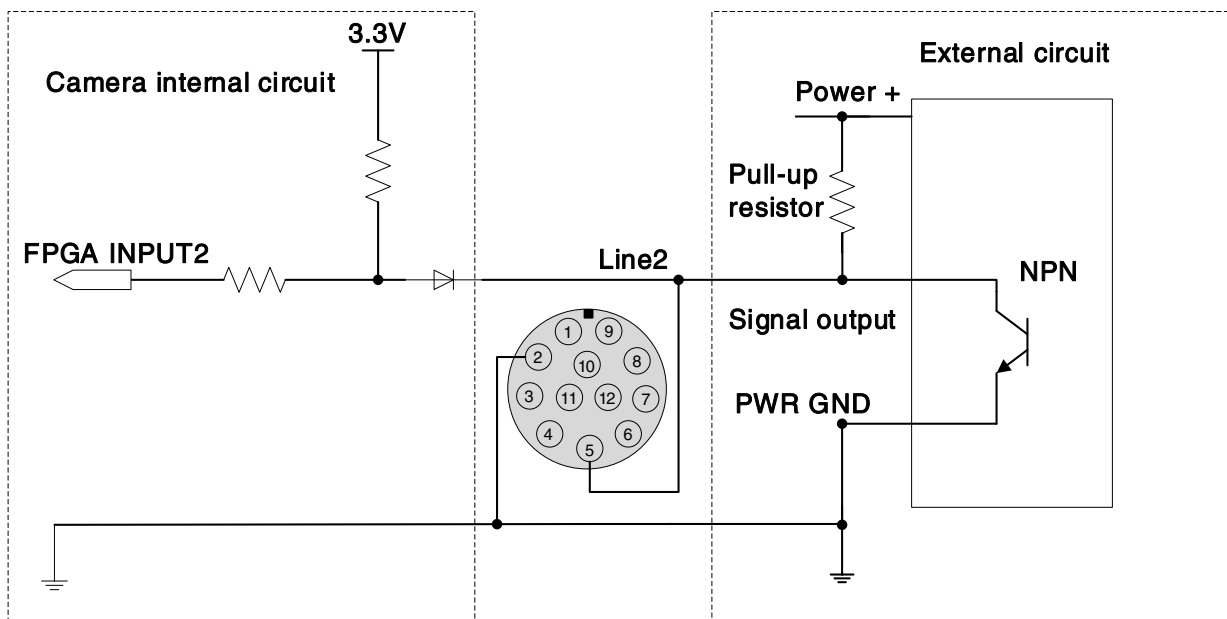 3.3V
Camera internal circuit
External circuit
Power +
Pull-up
resistor
FPGA INPUT2
Line2
NPN
Signal output
1
9
2
10
8
3
11
12
7
PWR GND
4
6
5